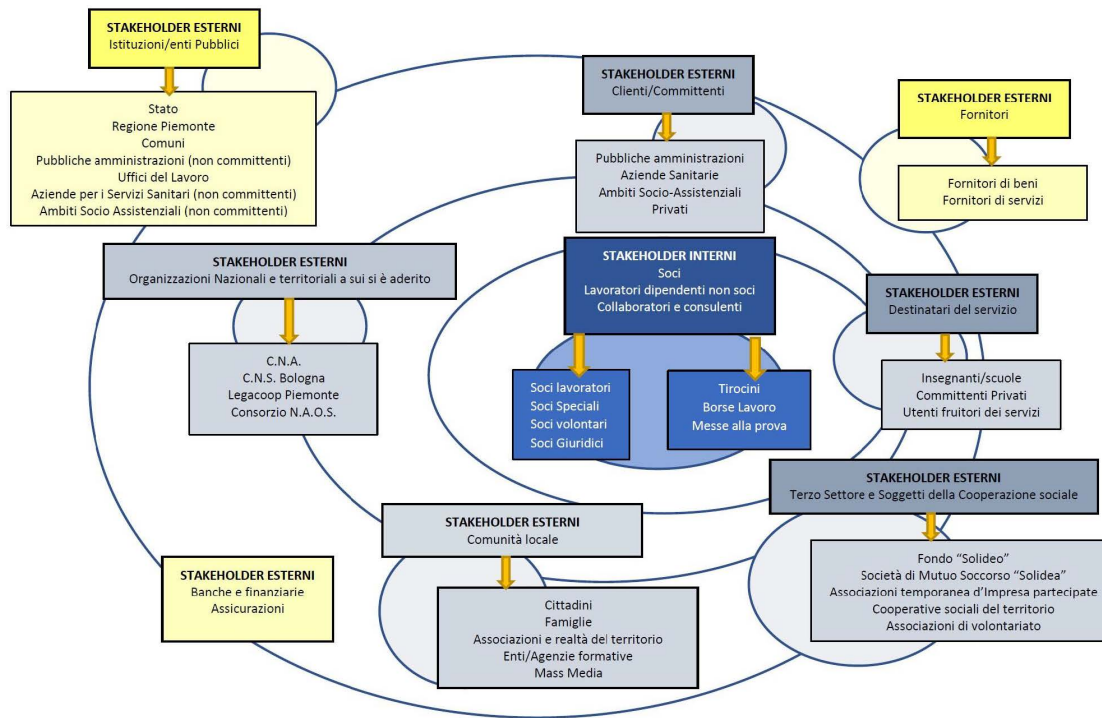 STAKEHOLDER ESTERNI
Istituzioni/enti Pubblici
Stato
Regione Piemonte
Comuni
Pubbliche amministrazioni (non committenti)
Uffici del Lavoro
Aziende per i Servizi Sanitari (non committenti)
Ambiti Socio Assistenziali (non committenti)
STAKEHOLDER ESTERNI
Clienti/Committenti
Pubbliche amministrazioni
Aziende Sanitarie
Ambiti Socio-Assistenziali
Privati
STAKEHOLDER ESTERNI
Fornitori
Fornitori di beni
Fornitori di servizi
STAKEHOLDER ESTERNI
Organizzazioni Nazionali e territoriali a sui si è aderito
C.N.A.
C.N.S. Bologna
Legacoop Piemonte
Consorzio N.A.O.S.
STAKEHOLDER INTERNI
Soci
Lavoratori dipendenti non soci
Collaboratori e consulenti
Soci lavoratori
Soci Speciali
Soci volontari
Soci Giuridici
Tirocini
Borse Lavoro
Messe alla prova
STAKEHOLDER ESTERNI
Destinatari del servizio
Insegnanti/scuole
Committenti Privati
Utenti fruitori dei servizi
STAKEHOLDER ESTERNI
Terzo Settore e Soggetti della Cooperazione sociale
Fondo “Solideo”
Società di Mutuo Soccorso “Solidea”
Associazioni temporanea d’Impresa partecipate
Cooperative sociali del territorio
Associazioni di volontariato
STAKEHOLDER ESTERNI
Comunità locale
Cittadini
Famiglie
Associazioni e realtà del territorio
Enti/Agenzie formative
Mass Media
STAKEHOLDER ESTERNI
Banche e finanziarie
Assicurazioni